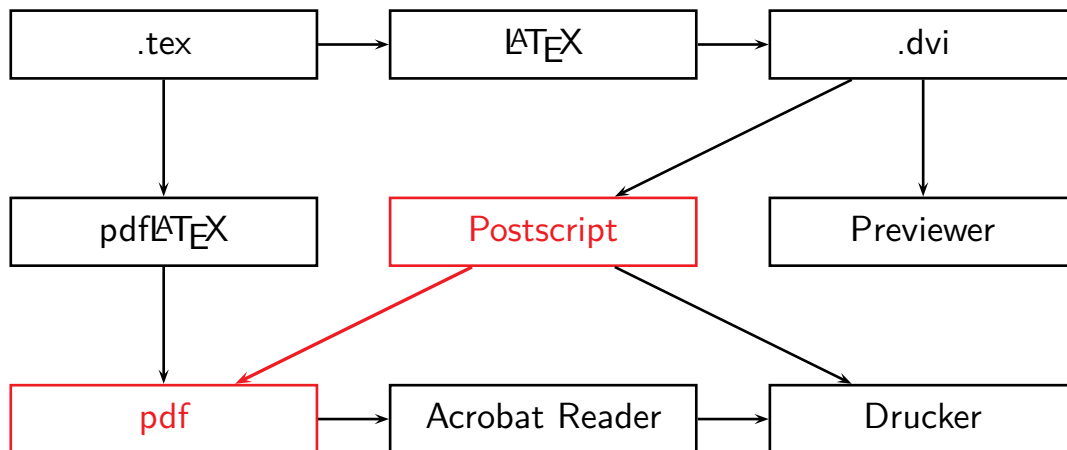 .tex
LATEX
.dvi
pdfLATEX
Postscript
Previewer
pdf
Acrobat Reader
Drucker